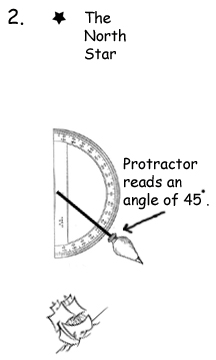 2.
The
North
Star
Protractor
reads an
angle of 45°.